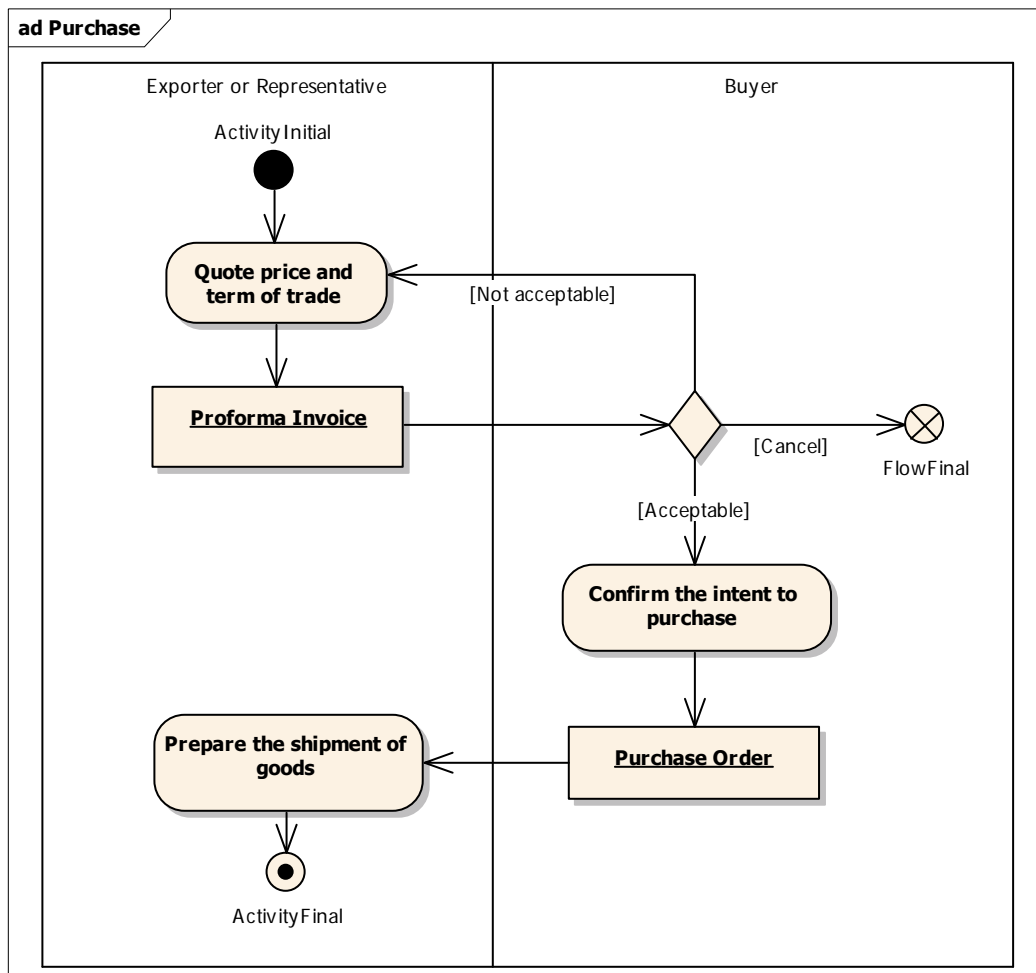 ad Purchase
Exporter or Representative
Buyer
ActivityInitial
Quote price and
term of trade
[Not acceptable]
Proforma Invoice
[Cancel]
FlowFinal
[Acceptable]
Confirm the intent to
purchase
Prepare the shipment of
goods
Purchase Order
ActivityFinal